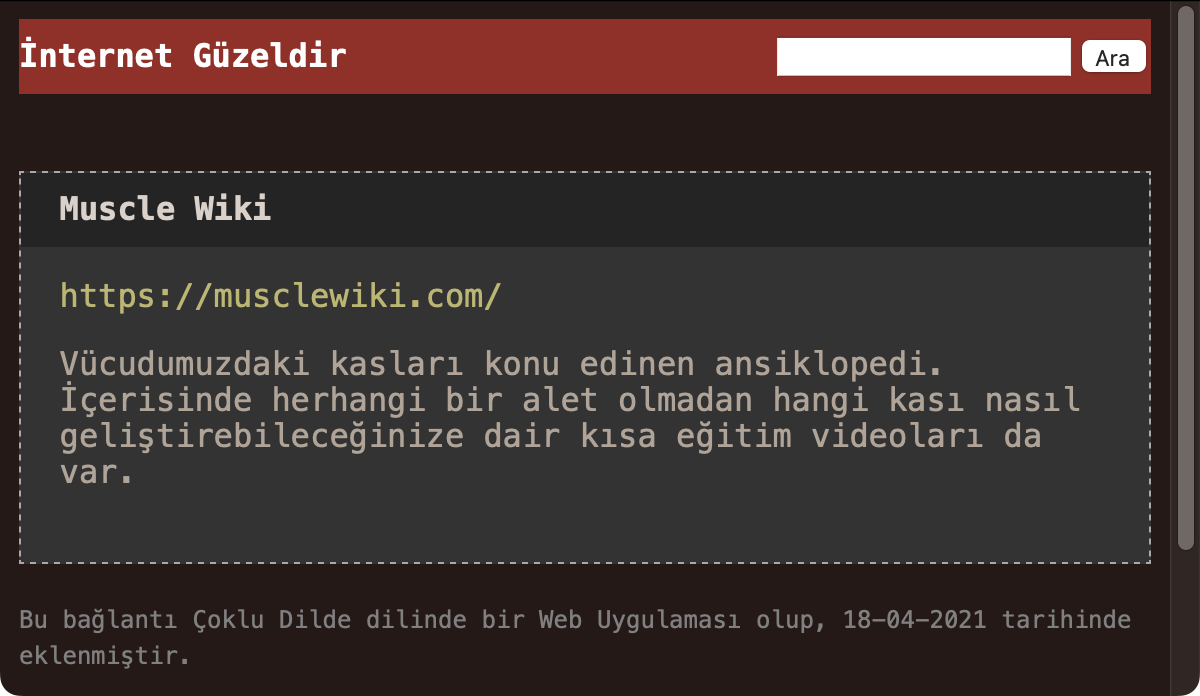 İnternet Güzeldir
Ara
Muscle Wiki
https://musclewiki.com/
Vücudumuzdaki kasları konu edinen ansiklopedi.
İçerisinde herhangi bir alet olmadan hangi kası nasıl
geliştirebileceğinize dair kısa eğitim videoları da
var.
Bu bağlantı Çoklu Dilde dilinde bir Web Uygulaması olup, 18-04-2021 tarihinde
eklenmiştir.